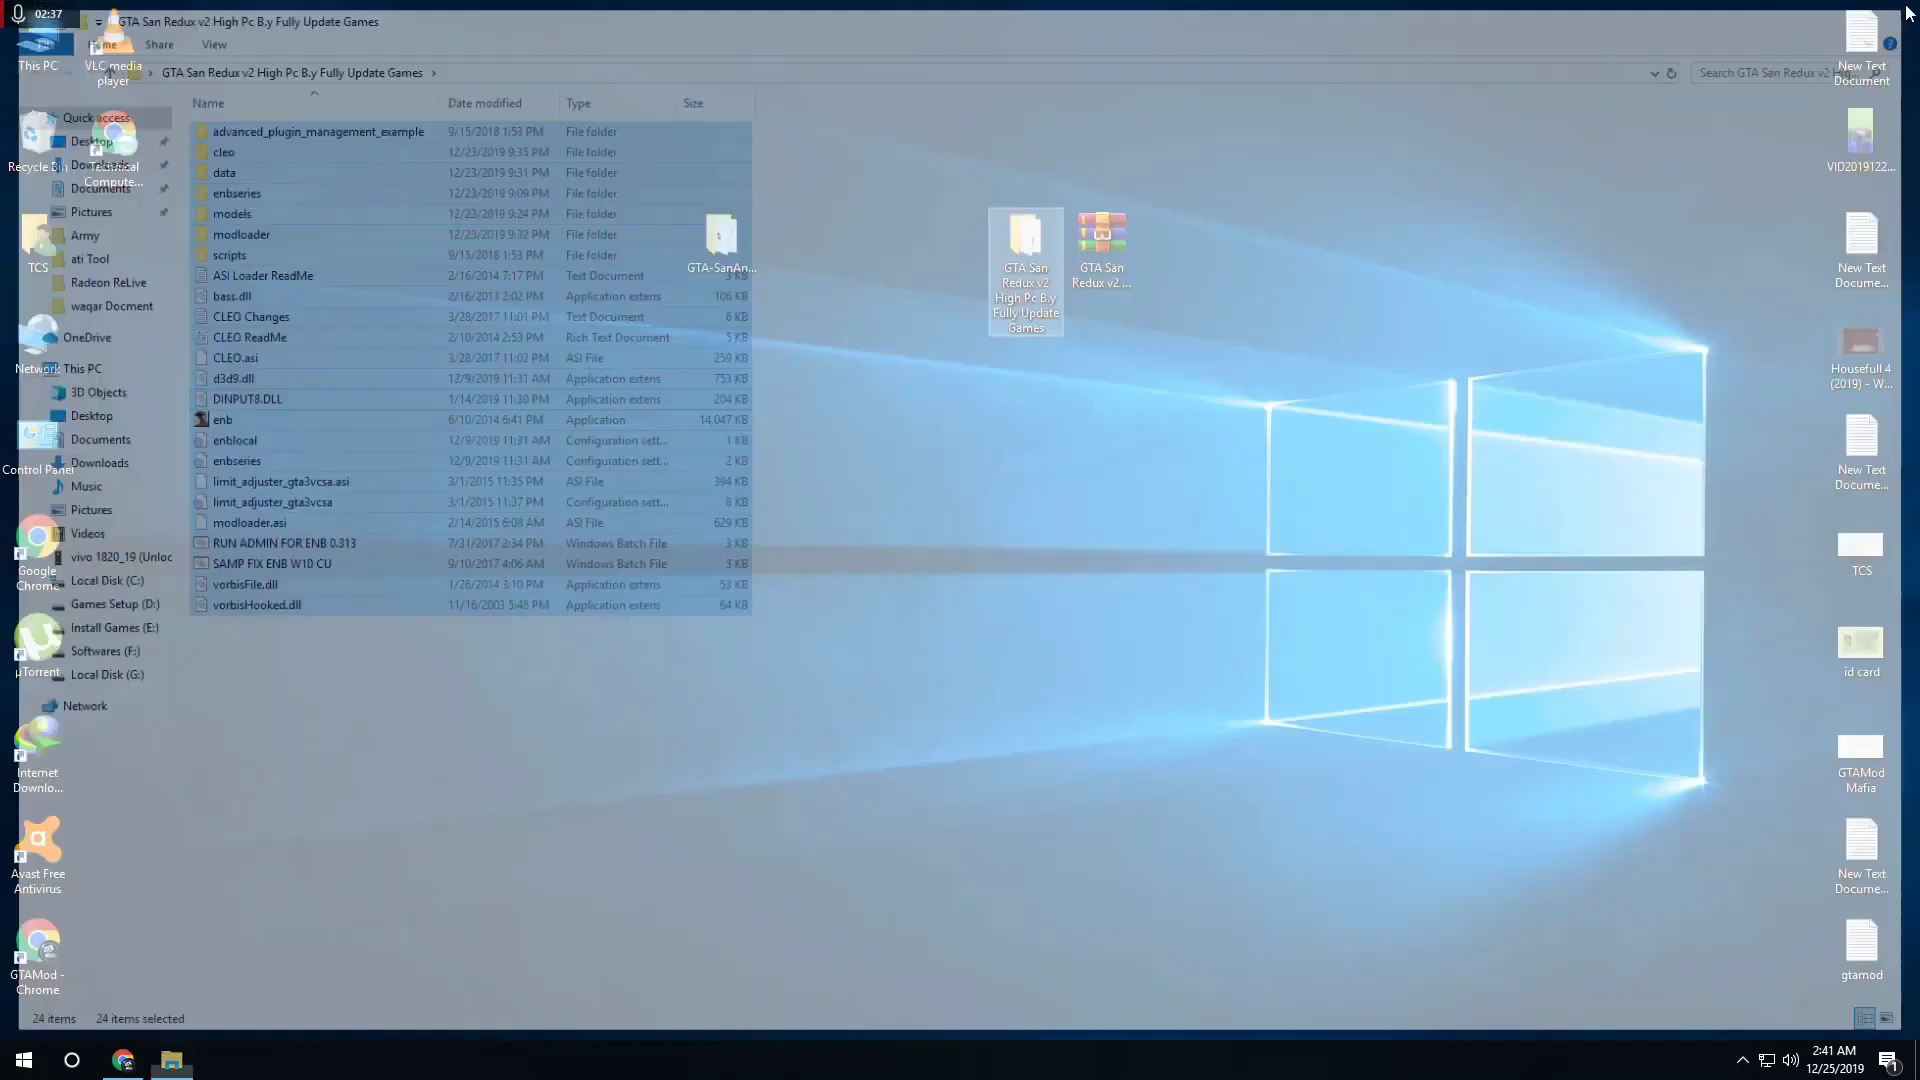 02:37
GTA San Redux v2 High Pc B.y Fully Update Games
Home
Share
View
GTA San Redux v2 High Pc B.y Fully Update Games
Search GTA San Redux v2 Hig...
Name
Date modified
Type
Size
advanced_plugin_management_example 9/15/2018 1:53 PM File folder
cleo 12/23/2019 9:35 PM File folder
data 12/23/2019 9:31 PM File folder
enbseries 12/23/2019 9:09 PM File folder
models 12/23/2019 9:24 PM File folder
modloader 12/23/2019 9:32 PM File folder
scripts 9/15/2018 1:53 PM File folder
ASI Loader ReadMe 2/16/2014 7:17 PM Text Document 3 KB
bass.dll 2/16/2013 2:02 PM Application extens 106 KB
CLEO Changes 3/28/2017 11:01 PM Text Document 6 KB
CLEO ReadMe 2/10/2014 2:53 PM Rich Text Document 5 KB
CLEO.asi 3/28/2017 11:02 PM ASI File 259 KB
d3d9.dll 12/9/2019 11:31 AM Application extens 753 KB
DINPUT8.DLL 1/14/2019 11:30 PM Application extens 204 KB
enb 6/10/2014 6:41 PM Application 14,047 KB
enblocal 12/9/2019 11:31 AM Configuration sett... 1 KB
enbseries 12/9/2019 11:31 AM Configuration sett... 2 KB
limit_adjuster_gta3vcsa.asi 3/1/2015 11:35 PM ASI File 394 KB
limit_adjuster_gta3vcsa 3/1/2015 11:37 PM Configuration sett... 8 KB
modloader.asi 2/14/2015 6:08 AM ASI File 629 KB
RUN ADMIN FOR ENB 0.313 7/31/2017 2:34 PM Windows Batch File 3 KB
SAMP FIX ENB W10 CU 9/10/2017 4:06 AM Windows Batch File 3 KB
vorbisFile.dll 1/26/2014 3:10 PM Application extens 53 KB
vorbisHooked.dll 11/16/2003 5:48 PM Application extens 64 KB
Quick access
Desktop
Downloads
Documents
Pictures
Army
ati Tool
Radeon ReLive
waqar Docment
OneDrive
This PC
3D Objects
Desktop
Documents
Downloads
Music
Pictures
Videos
vivo 1820_19 (Unloc
Local Disk (C:)
Games Setup (D:)
Install Games (E:)
Softwares (F:)
Local Disk (G:)
Network
24 items
24 items selected
This PC
VLC media
player
Recycle Bin
Technical
Compute...
TCS
Network
Control Panel
Google
Chrome
µTorrent
Internet
Downlo...
Avast Free
Antivirus
GTAMod -
Chrome
GTA-SanAn...
GTA San
Redux v2
High Pc B.y
Fully Update
Games
GTA San
Redux v2 ...
New Text
Document
VID2019122...
New Text
Docume...
Housefull 4
(2019) - W...
New Text
Docume...
TCS
id card
GTAMod
Mafia
New Text
Docume...
gtamod
2:41 AM
12/25/2019
1